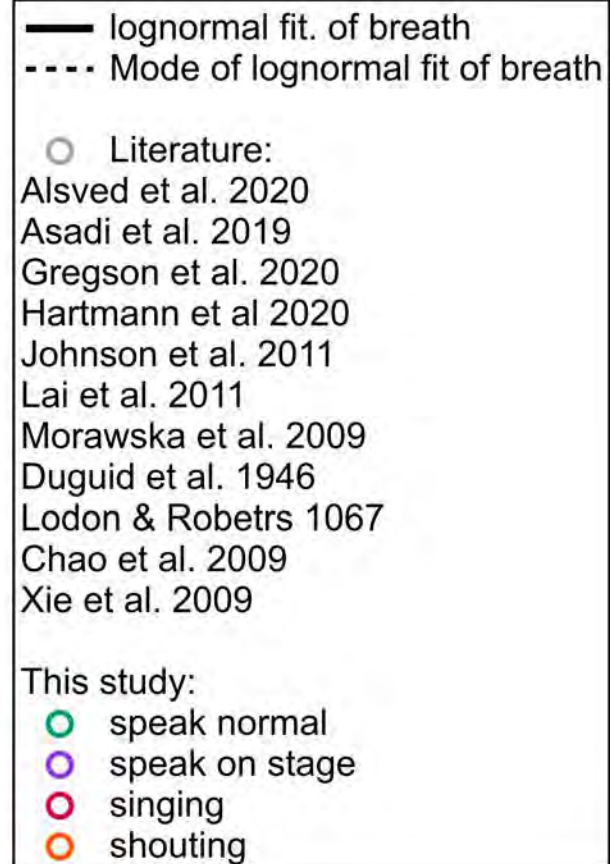 lognormal fit. of breath
Mode of lognormal fit of breath
Literature:
Alsved et al. 2020
Asadi et al. 2019
Gregson et al. 2020
Hartmann et al 2020
Johnson et al. 2011
Lai et al. 2011
Morawska et al. 2009
Duguid et al. 1946
Lodon & Robetrs 1067
Chao et al. 2009
Xie et al. 2009
This study:
speak normal
speak on stage
singing
shouting